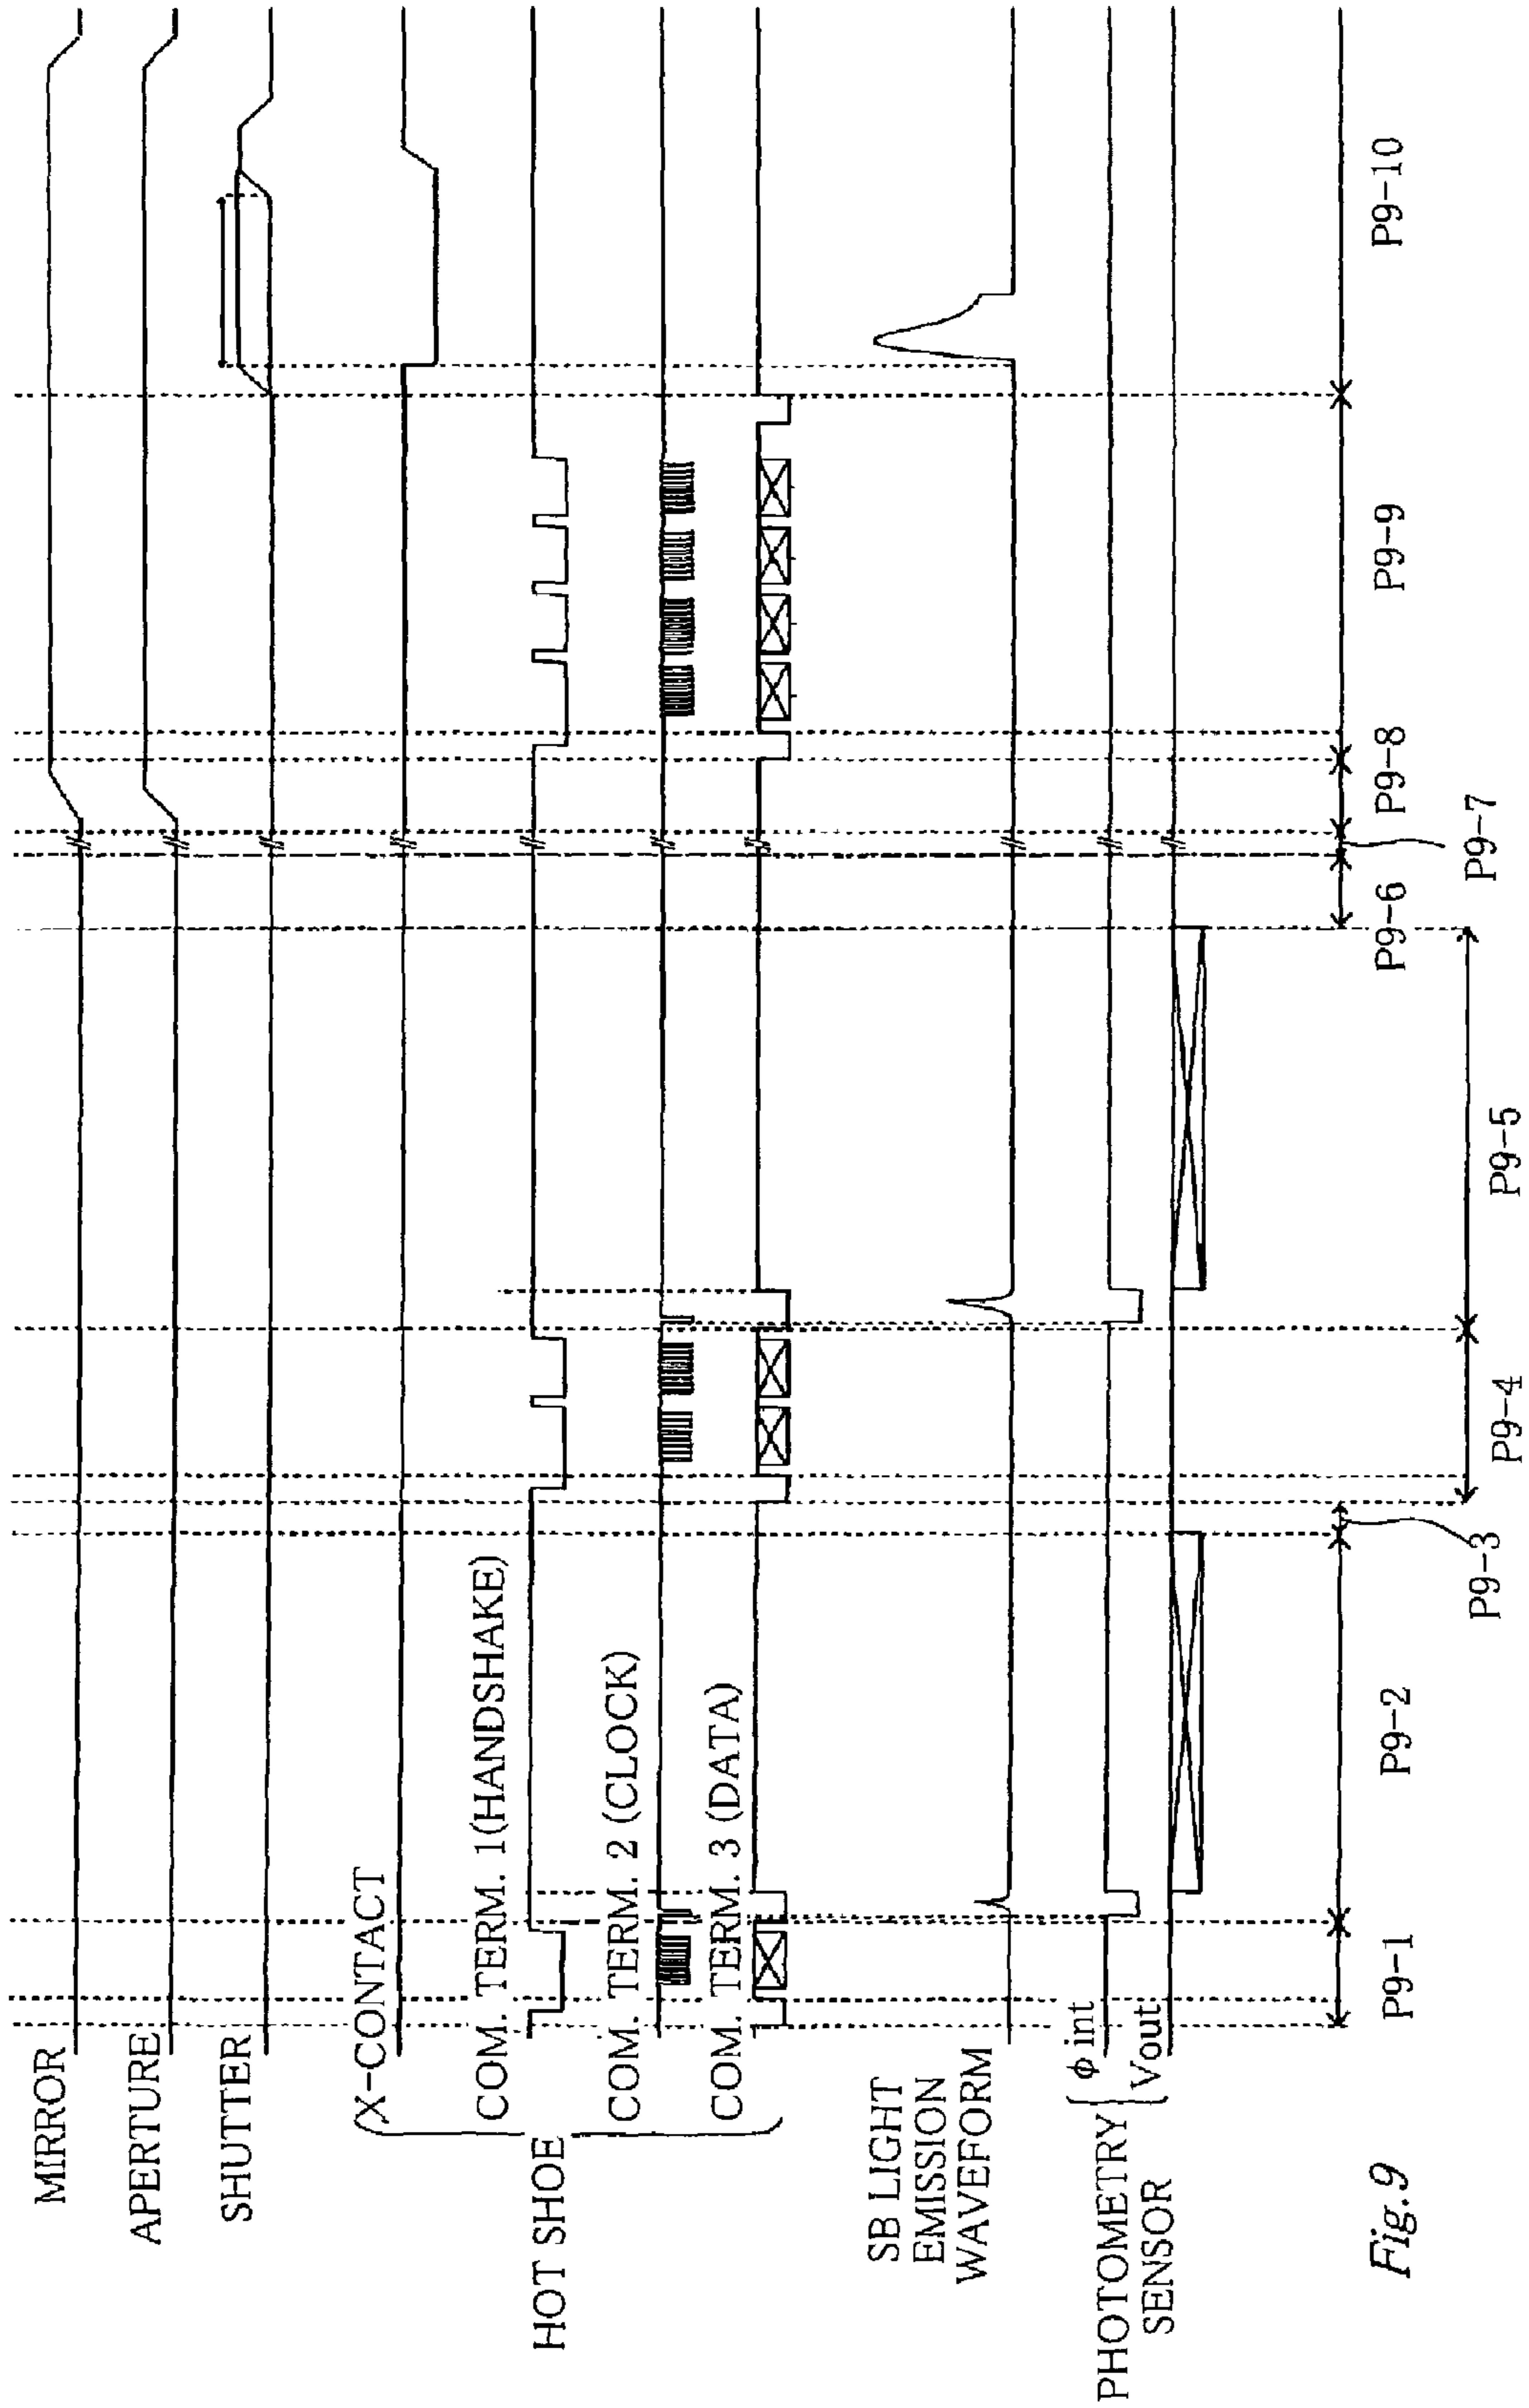 MIRROR
APERTURE
SHUTTER
HOT SHOE
X-CONTACT
COM. TERM. 1(HANDSHAKE)
COM. TERM. 2 (CLOCK)
COM. TERM. 3 (DATA)
SB LIGHT
EMISSION
WAVEFORM
PHOTOMETRY
SENSOR
ϕ int
Vout
P9-1
P9-2
P9-3
P9-4
P9-5
P9-6
P9-7
P9-8
P9-9
P9-10
Fig.9